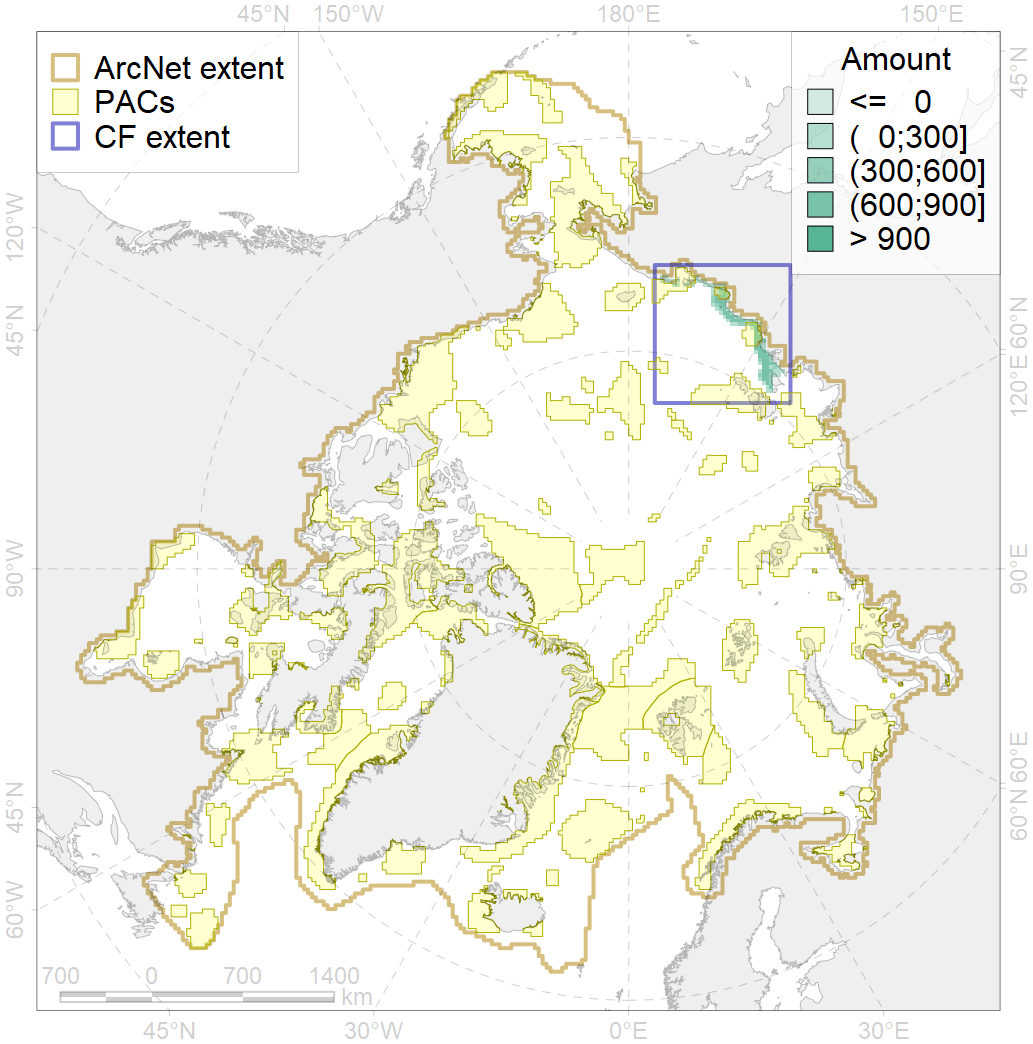 45°N 150°W 180°E 150°E
ArcNet extent
PACs
CF extent
Amount
<= 0
( 0;300]
(300;600]
(600;900]
> 900
45°N
120°W
45°N
60°N
120°E
90°W
90°E
45°N
60°N
60°W
60°E
700 0 700 1400
km
45°W 30°W 0°E 30°E